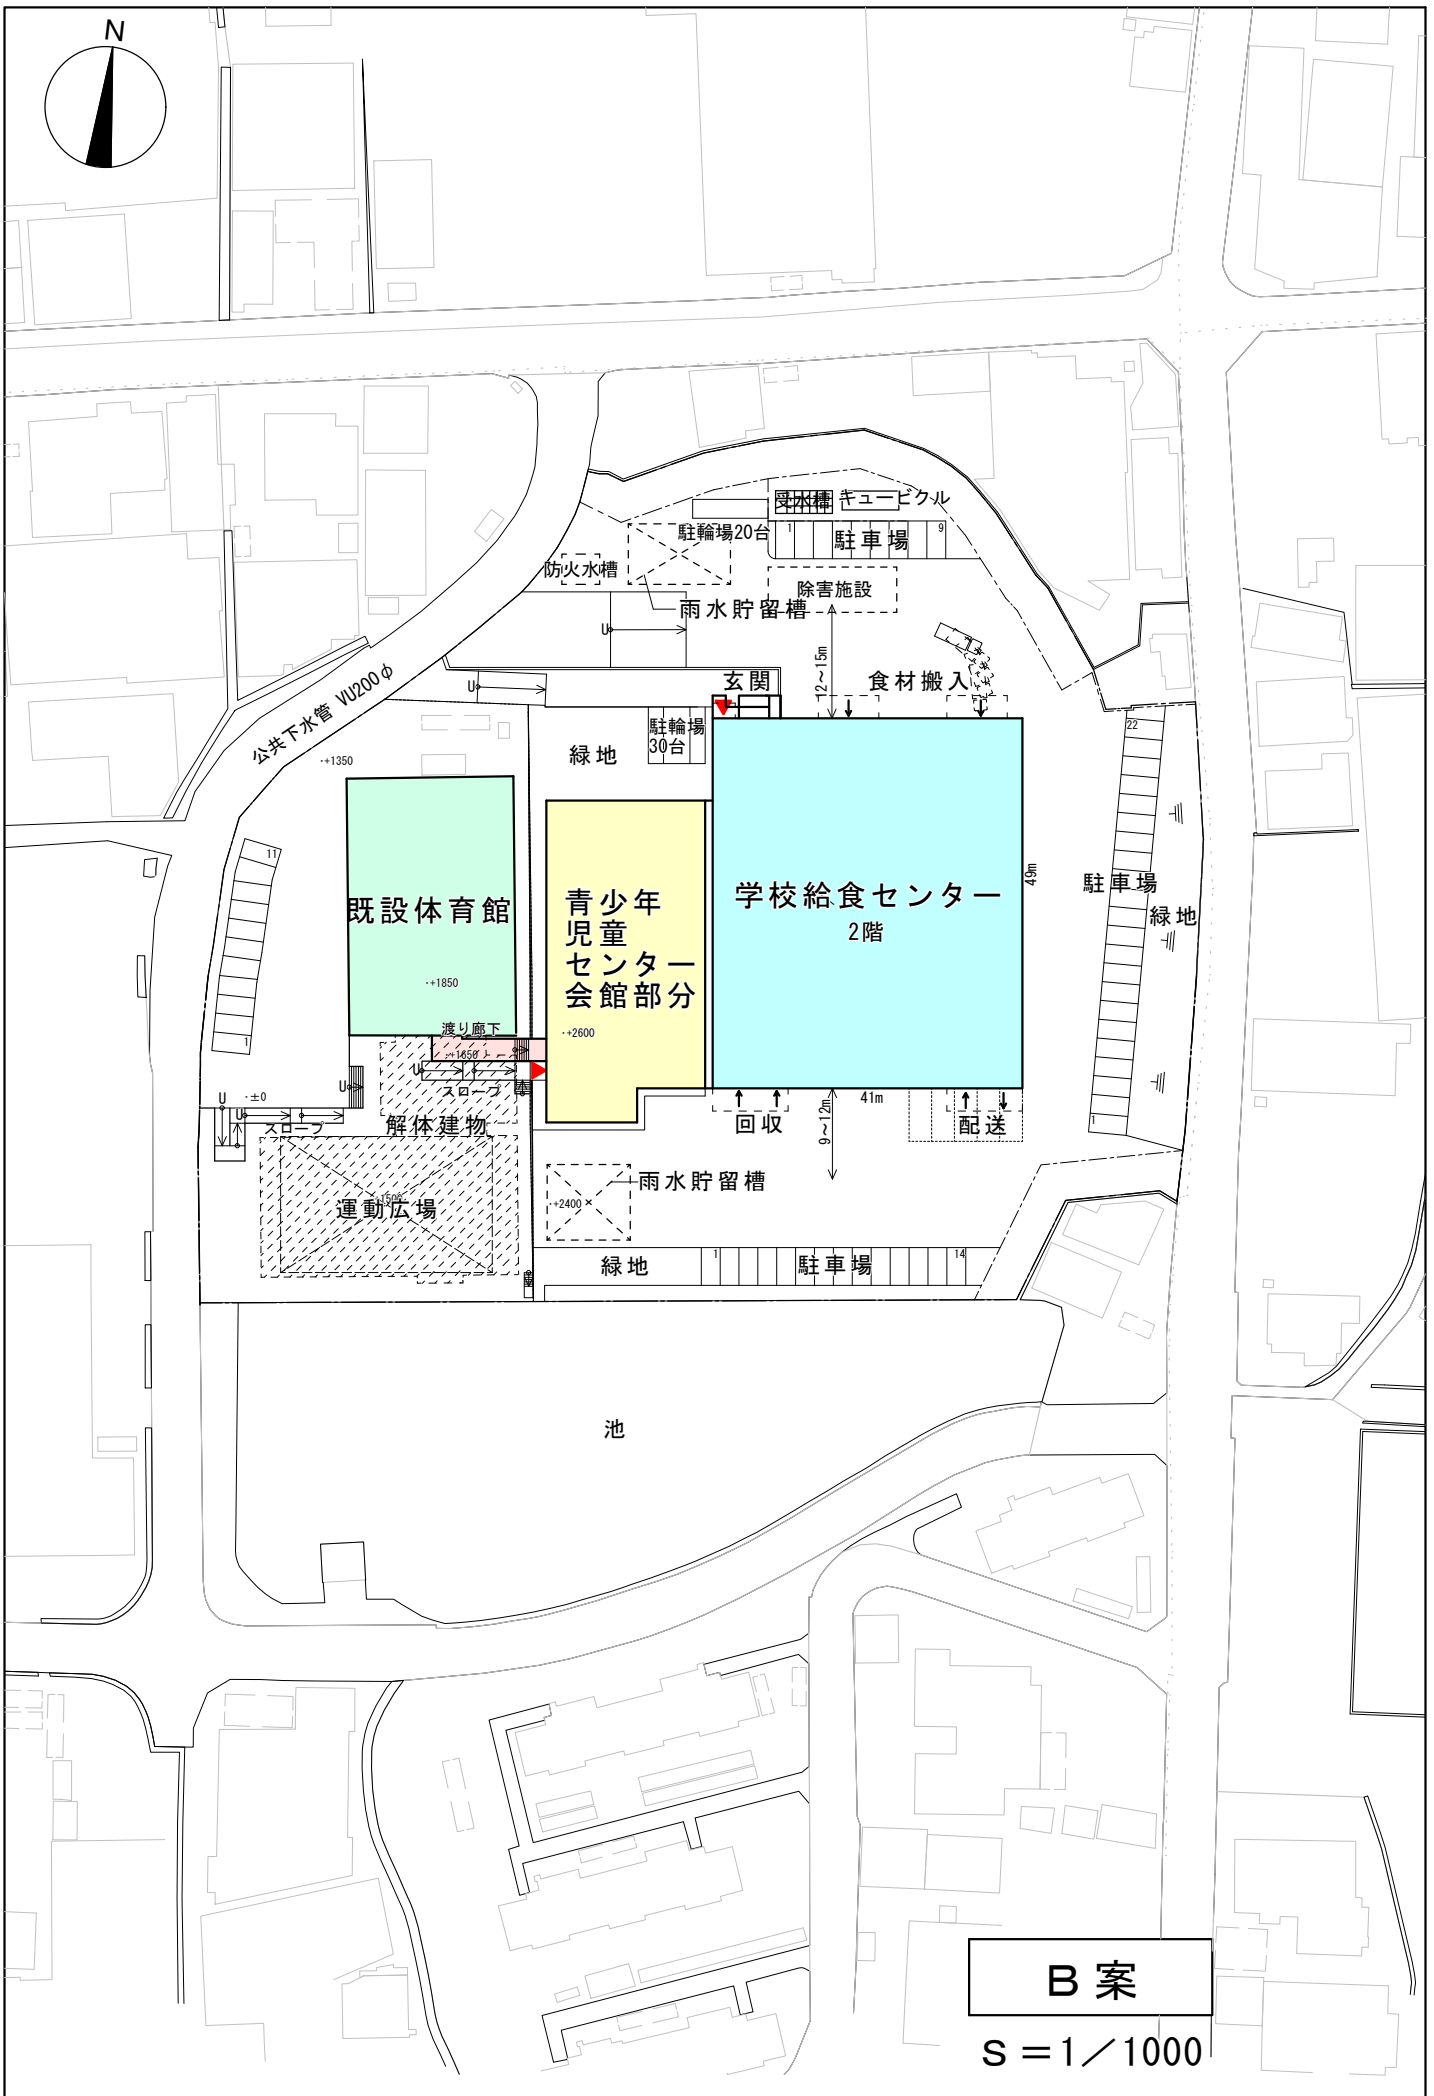 N
受水槽 キュービクル
駐輪場20台
1
駐車場
9
防火水槽
除害施設
雨水貯留槽
U
12～15m
玄関
食材搬入
U
公共下水管 VU200φ
駐輪場
30台
緑地
22
・+1350
11
既設体育館
青少年
児童
センター
会館部分
学校給食センター
2階
49m
駐車場
緑地
・+1850
渡り廊下
・+2600
・+1650
U
スロープ
1
U
・±0
U
U
スロープ
解体建物
回収
9～12m
41m
配送
1
雨水貯留槽
・+2400
・+1500
運動広場
緑地
1
駐車場
14
池
B案
S＝1／1000